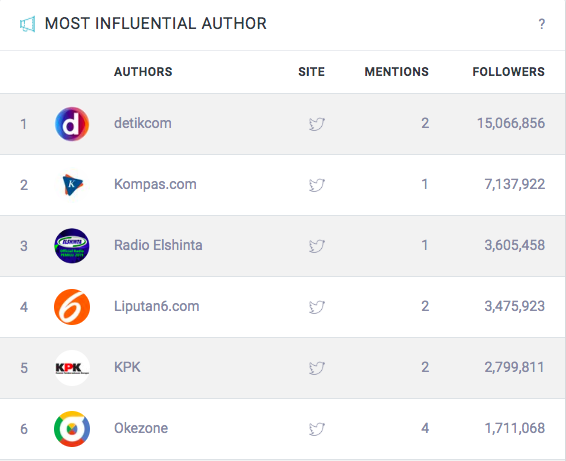 MOST INFLUENTIAL AUTHOR ?
AUTHORS SITE MENTIONS FOLLOWERS
1 d detikcom 2 15,066,856
2 K Kompas.com 1 7,137,922
3 ELSHINTA Radio Elshinta 1 3,605,458
4 6 Liputan6.com 2 3,475,923
5 KPK KPK 2 2,799,811
6 Okezone 4 1,711,068